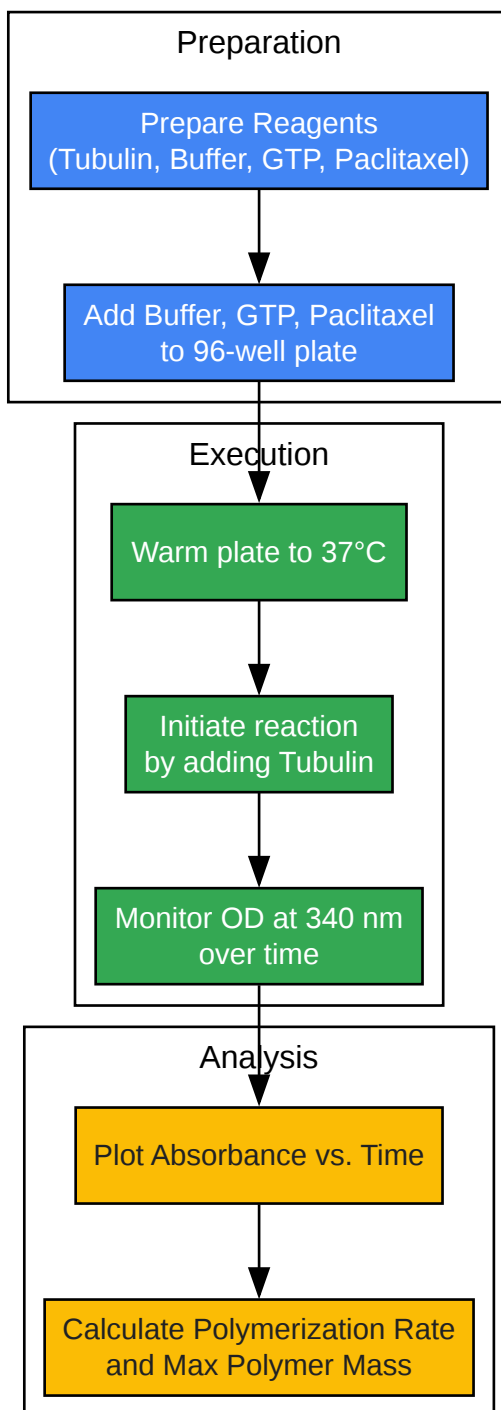 Preparation
Prepare Reagents
(Tubulin, Buffer, GTP, Paclitaxel)
Add Buffer, GTP, Paclitaxel
to 96-well plate
Execution
Warm plate to 37°C
Initiate reaction
by adding Tubulin
Monitor OD at 340 nm
over time
Analysis
Plot Absorbance vs. Time
Calculate Polymerization Rate
and Max Polymer Mass